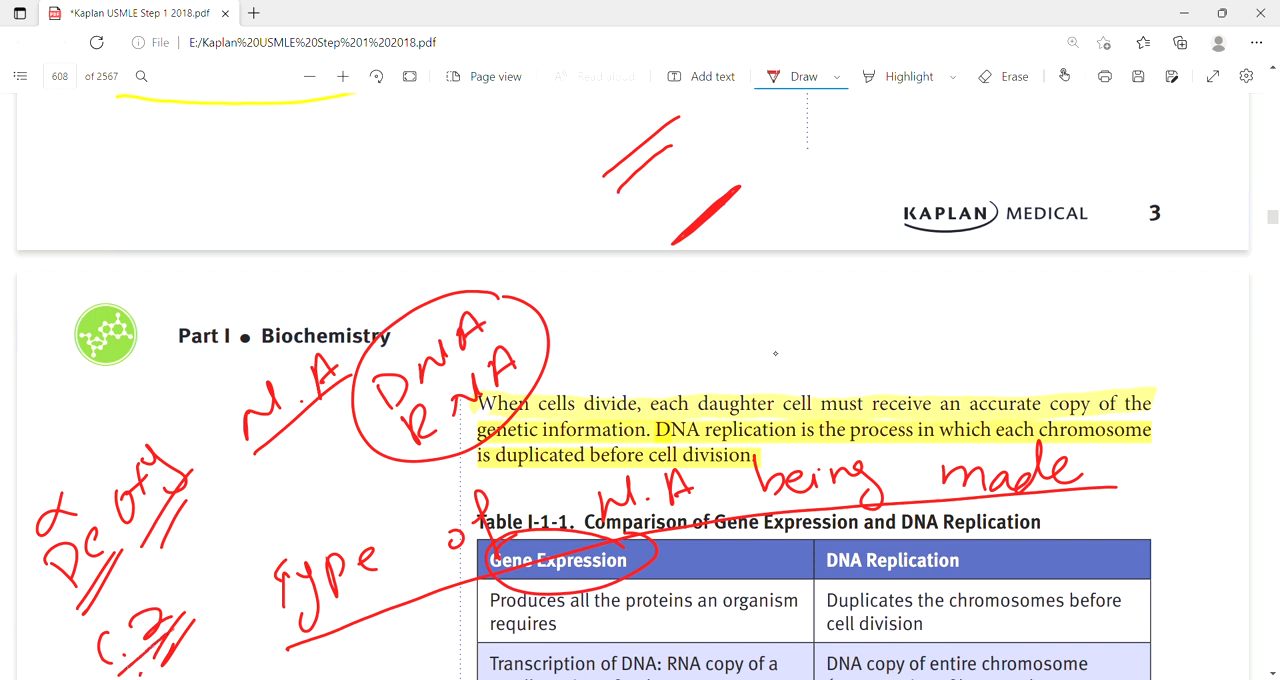 *Kaplan USMLE Step 1 2018.pdf
File | E:/Kaplan%20USMLE%20Step%201%202018.pdf
608 of 2567
Page view
Read aloud
Add text
Draw
Highlight
Erase
KAPLAN MEDICAL 3
Part I ● Biochemistry
N.A
DNA
RNA
When cells divide, each daughter cell must receive an accurate copy of the
genetic information. DNA replication is the process in which each chromosome
is duplicated before cell division.
Type of N.A being made
Table I-1-1. Comparison of Gene Expression and DNA Replication
Gene Expression DNA Replication
Produces all the proteins an organism
requires
Duplicates the chromosomes before
cell division
Transcription of DNA: RNA copy of a
DNA copy of entire chromosome